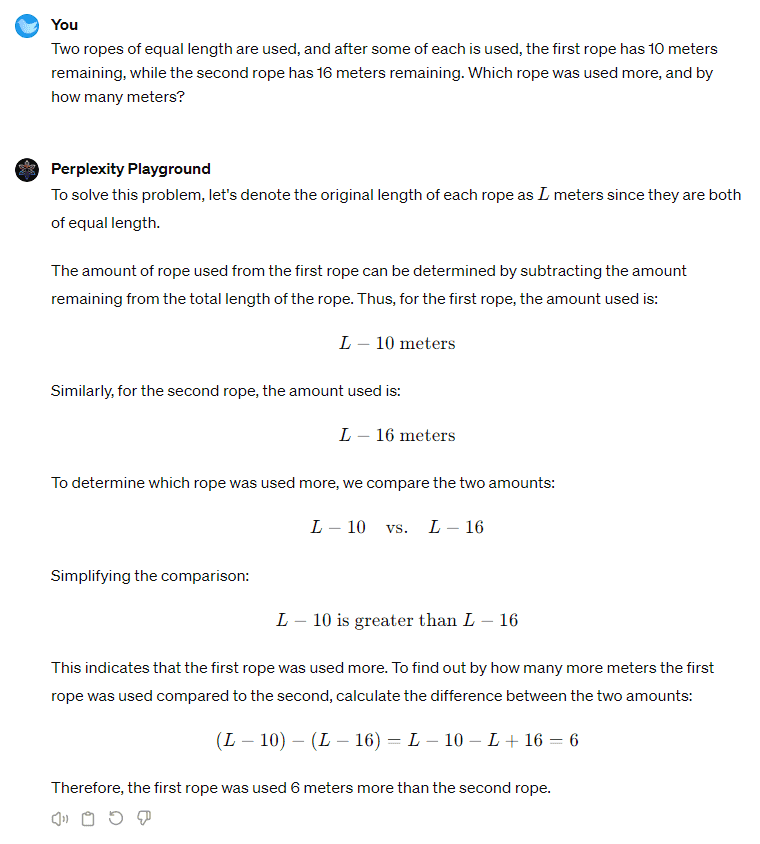 You
Two ropes of equal length are used, and after some of each is used, the first rope has 10 meters
remaining, while the second rope has 16 meters remaining. Which rope was used more, and by
how many meters?
Perplexity Playground
To solve this problem, let's denote the original length of each rope as L meters since they are both
of equal length.
The amount of rope used from the first rope can be determined by subtracting the amount
remaining from the total length of the rope. Thus, for the first rope, the amount used is:
L − 10 meters
Similarly, for the second rope, the amount used is:
L − 16 meters
To determine which rope was used more, we compare the two amounts:
L − 10 vs. L − 16
Simplifying the comparison:
L − 10 is greater than L − 16
This indicates that the first rope was used more. To find out by how many more meters the first
rope was used compared to the second, calculate the difference between the two amounts:
(L − 10) − (L − 16) = L − 10 − L + 16 = 6
Therefore, the first rope was used 6 meters more than the second rope.